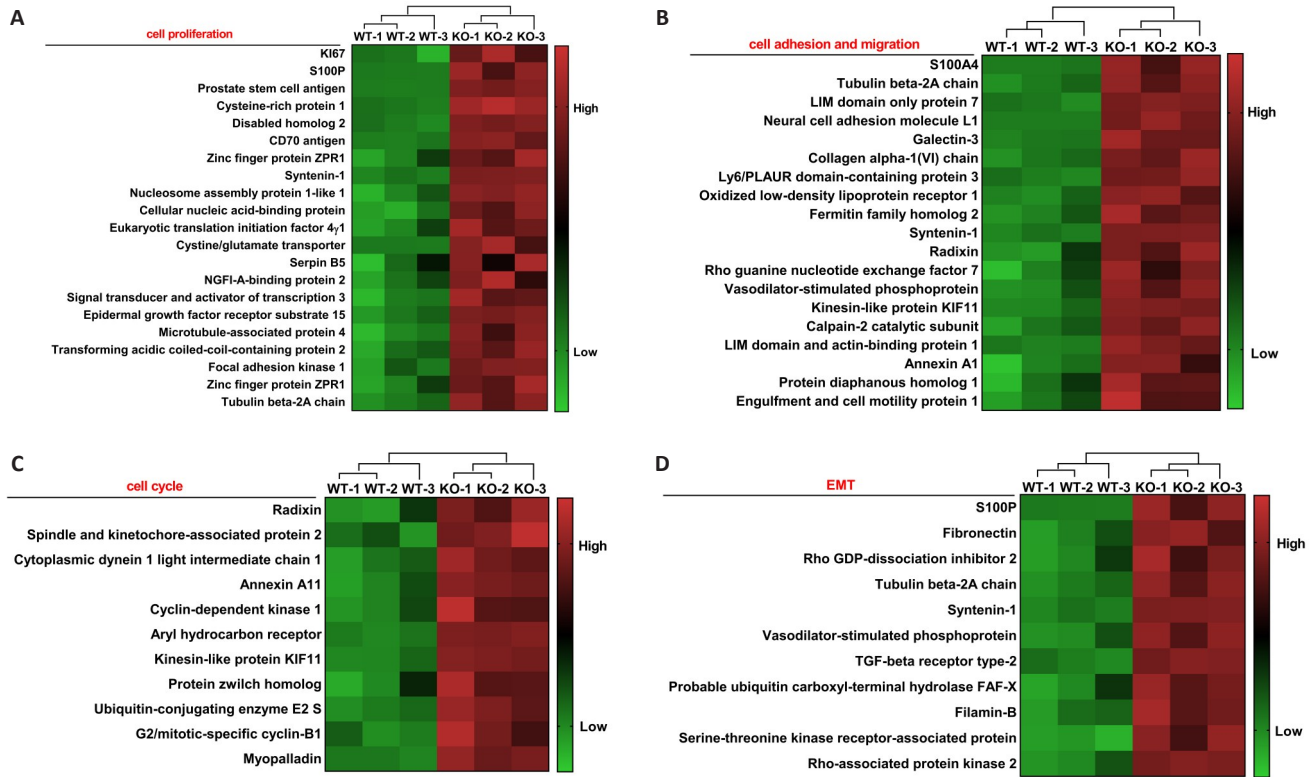 A
cell proliferation
WT-1 WT-2 WT-3 KO-1 KO-2 KO-3
KI67
S100P
Prostate stem cell antigen
Cysteine-rich protein 1
Disabled homolog 2
CD70 antigen
Zinc finger protein ZPR1
Syntenin-1
Nucleosome assembly protein 1-like 1
Cellular nucleic acid-binding protein
Eukaryotic translation initiation factor 4γ1
Cystine/glutamate transporter
Serpin B5
NGFI-A-binding protein 2
Signal transducer and activator of transcription 3
Epidermal growth factor receptor substrate 15
Microtubule-associated protein 4
Transforming acidic coiled-coil-containing protein 2
Focal adhesion kinase 1
Zinc finger protein ZPR1
Tubulin beta-2A chain
High
Low
B
cell adhesion and migration
WT-1 WT-2 WT-3 KO-1 KO-2 KO-3
S100A4
Tubulin beta-2A chain
LIM domain only protein 7
Neural cell adhesion molecule L1
Galectin-3
Collagen alpha-1(VI) chain
Ly6/PLAUR domain-containing protein 3
Oxidized low-density lipoprotein receptor 1
Fermitin family homolog 2
Syntenin-1
Radixin
Rho guanine nucleotide exchange factor 7
Vasodilator-stimulated phosphoprotein
Kinesin-like protein KIF11
Calpain-2 catalytic subunit
LIM domain and actin-binding protein 1
Annexin A1
Protein diaphanous homolog 1
Engulfment and cell motility protein 1
High
Low
C
cell cycle
WT-1 WT-2 WT-3 KO-1 KO-2 KO-3
Radixin
Spindle and kinetochore-associated protein 2
Cytoplasmic dynein 1 light intermediate chain 1
Annexin A11
Cyclin-dependent kinase 1
Aryl hydrocarbon receptor
Kinesin-like protein KIF11
Protein zwilch homolog
Ubiquitin-conjugating enzyme E2 S
G2/mitotic-specific cyclin-B1
Myopalladin
High
Low
D
EMT
WT-1 WT-2 WT-3 KO-1 KO-2 KO-3
S100P
Fibronectin
Rho GDP-dissociation inhibitor 2
Tubulin beta-2A chain
Syntenin-1
Vasodilator-stimulated phosphoprotein
TGF-beta receptor type-2
Probable ubiquitin carboxyl-terminal hydrolase FAF-X
Filamin-B
Serine-threonine kinase receptor-associated protein
Rho-associated protein kinase 2
High
Low